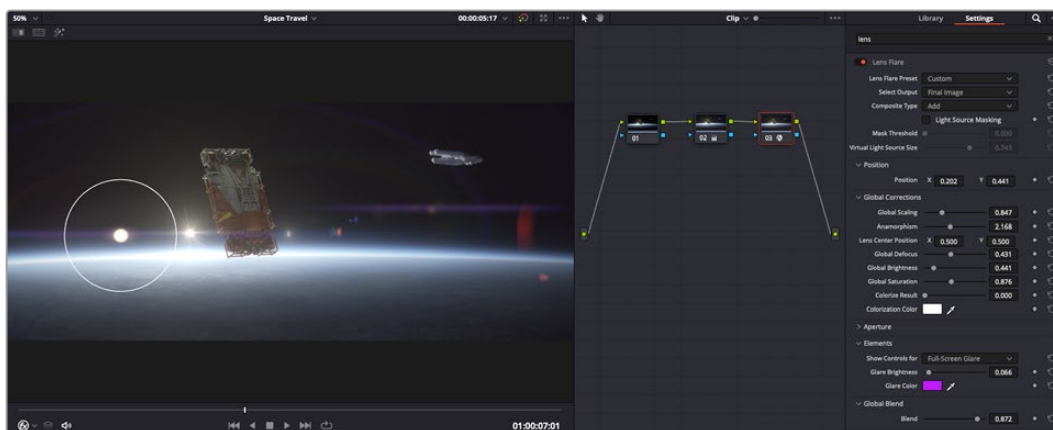 50%
Space Travel
00:00:05:17
Clip
Library
Settings
lens
Lens Flare
Lens Flare Preset Custom
Select Output Final Image
Composite Type Add
Light Source Masking
Mask Threshold 0.000
Virtual Light Source Size 0.743
Position
Position X 0.202 Y 0.441
Global Corrections
Global Scaling 0.847
Anamorphism 2.168
Lens Center Position X 0.500 Y 0.500
Global Defocus 0.431
Global Brightness 0.441
Global Saturation 0.876
Colorize Result 0.000
Colorization Color
Aperture
Elements
Show Controls for Full-Screen Glare
Glare Brightness 0.066
Glare Color
Global Blend
Blend 0.872
01
02
03
01:00:07:01